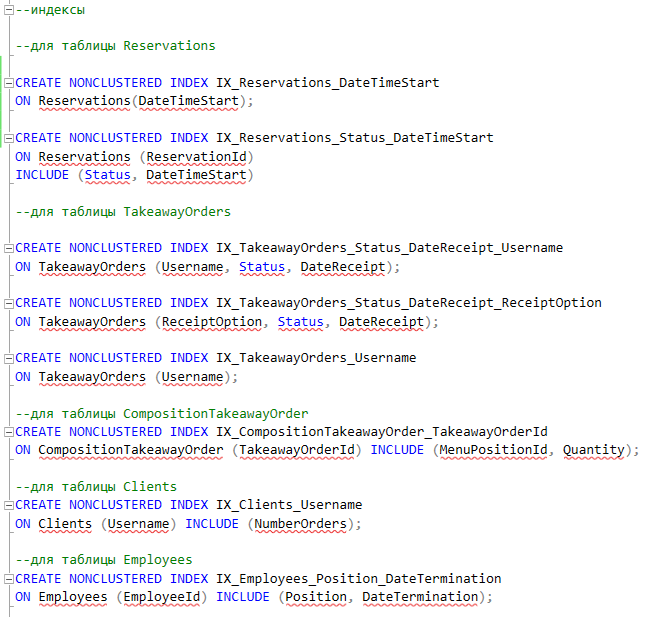 --индексы
--для таблицы Reservations
CREATE NONCLUSTERED INDEX IX_Reservations_DateTimeStart
ON Reservations(DateTimeStart);
CREATE NONCLUSTERED INDEX IX_Reservations_Status_DateTimeStart
ON Reservations (ReservationId)
INCLUDE (Status, DateTimeStart)
--для таблицы TakeawayOrders
CREATE NONCLUSTERED INDEX IX_TakeawayOrders_Status_DateReceipt_Username
ON TakeawayOrders (Username, Status, DateReceipt);
CREATE NONCLUSTERED INDEX IX_TakeawayOrders_Status_DateReceipt_ReceiptOption
ON TakeawayOrders (ReceiptOption, Status, DateReceipt);
CREATE NONCLUSTERED INDEX IX_TakeawayOrders_Username
ON TakeawayOrders (Username);
--для таблицы CompositionTakeawayOrder
CREATE NONCLUSTERED INDEX IX_CompositionTakeawayOrder_TakeawayOrderId
ON CompositionTakeawayOrder (TakeawayOrderId) INCLUDE (MenuPositionId, Quantity);
--для таблицы Clients
CREATE NONCLUSTERED INDEX IX_Clients_Username
ON Clients (Username) INCLUDE (NumberOrders);
--для таблицы Employees
CREATE NONCLUSTERED INDEX IX_Employees_Position_DateTermination
ON Employees (EmployeeId) INCLUDE (Position, DateTermination);